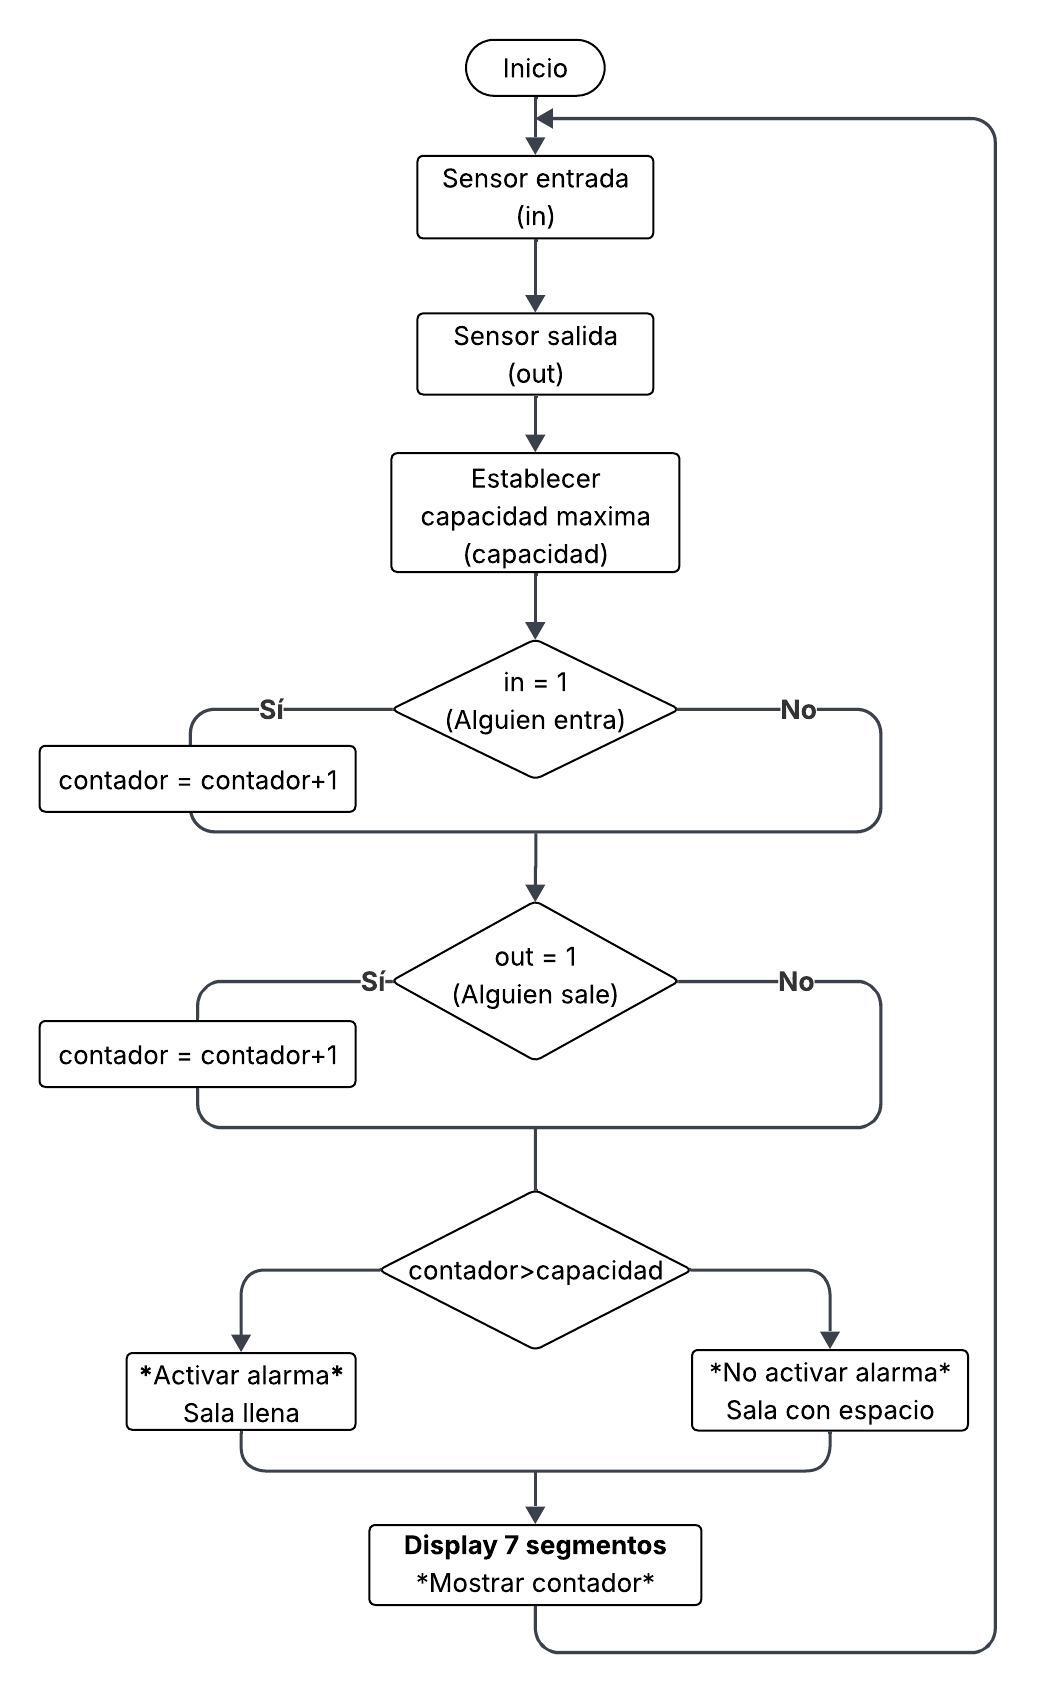 Inicio
Sensor entrada
(in)
Sensor salida
(out)
Establecer
capacidad maxima
(capacidad)
in = 1
(Alguien entra)
Sí
No
contador = contador+1
out = 1
(Alguien sale)
Sí
No
contador = contador+1
contador>capacidad
*Activar alarma*
Sala llena
*No activar alarma*
Sala con espacio
Display 7 segmentos
*Mostrar contador*